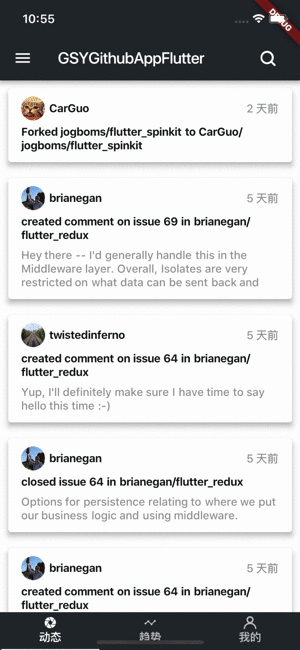 10:55
DEBUG
GSYGithubAppFlutter
CarGuo
2 天前
Forked jogboms/flutter_spinkit to CarGuo/
jogboms/flutter_spinkit
brianegan
5 天前
created comment on issue 69 in brianegan/
flutter_redux
Hey there -- I'd generally handle this in the
Middleware layer. Overall, Isolates are very
restricted on what data can be sent back and
twistedinferno
5 天前
created comment on issue 64 in brianegan/
flutter_redux
Yup, I'll definitely make sure I have time to say
hello this time :-)
brianegan
5 天前
closed issue 64 in brianegan/flutter_redux
Options for persistence relating to where we put
our business logic and using middleware.
brianegan
5 天前
created comment on issue 64 in brianegan/
flutter_redux
动态
趋势
我的